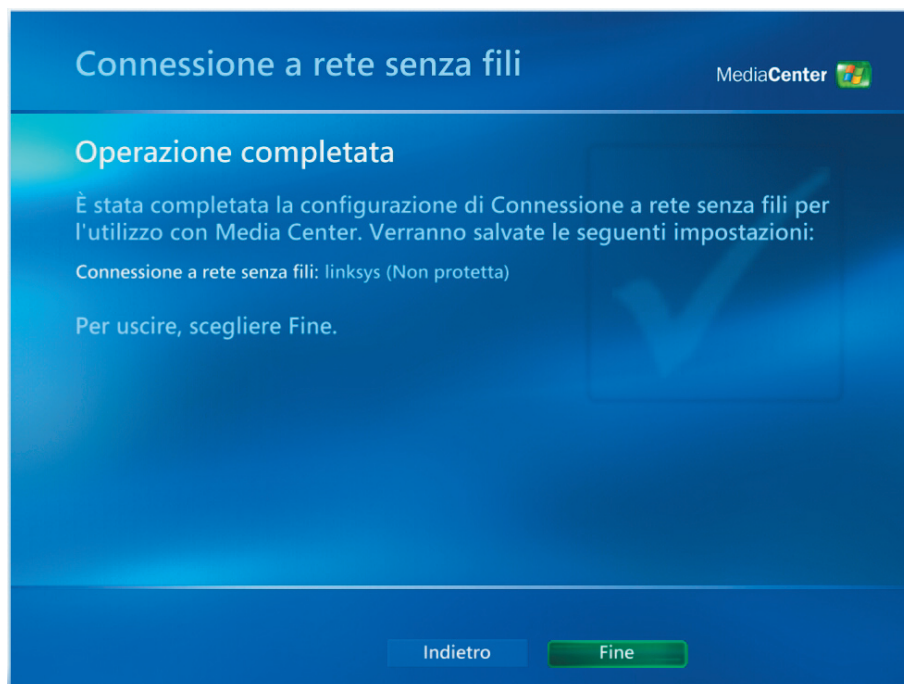 Connessione a rete senza fili
MediaCenter
Operazione completata
È stata completata la configurazione di Connessione a rete senza fili per
l'utilizzo con Media Center. Verranno salvate le seguenti impostazioni:
Connessione a rete senza fili: linksys (Non protetta)
Per uscire, scegliere Fine.
Indietro
Fine